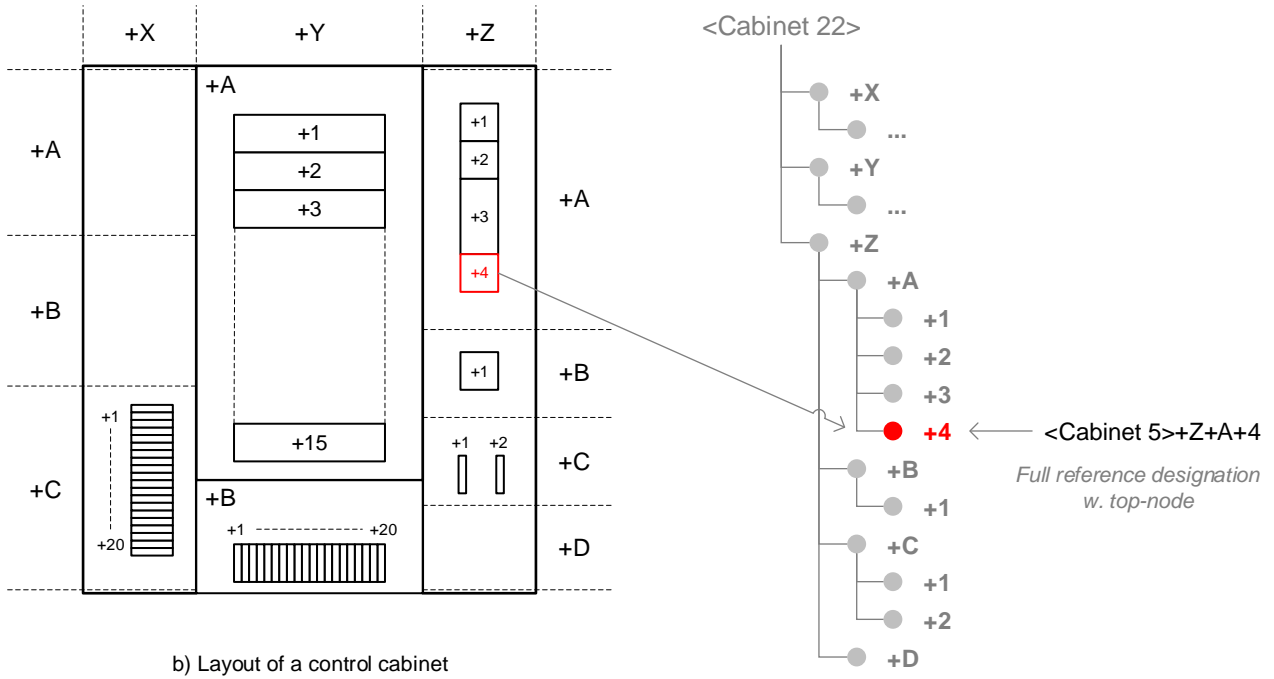 +X
+Y
+Z
+A
+B
+C
+A
+1
+2
+3
+15
+B
+1
+20
+1
+20
+1
+2
+3
+4
+1
+1
+2
+A
+B
+C
+D
b) Layout of a control cabinet
<Cabinet 22>
+X
...
+Y
...
+Z
+A
+1
+2
+3
+4
<Cabinet 5>+Z+A+4
Full reference designation
w. top-node
+B
+1
+C
+1
+2
+D